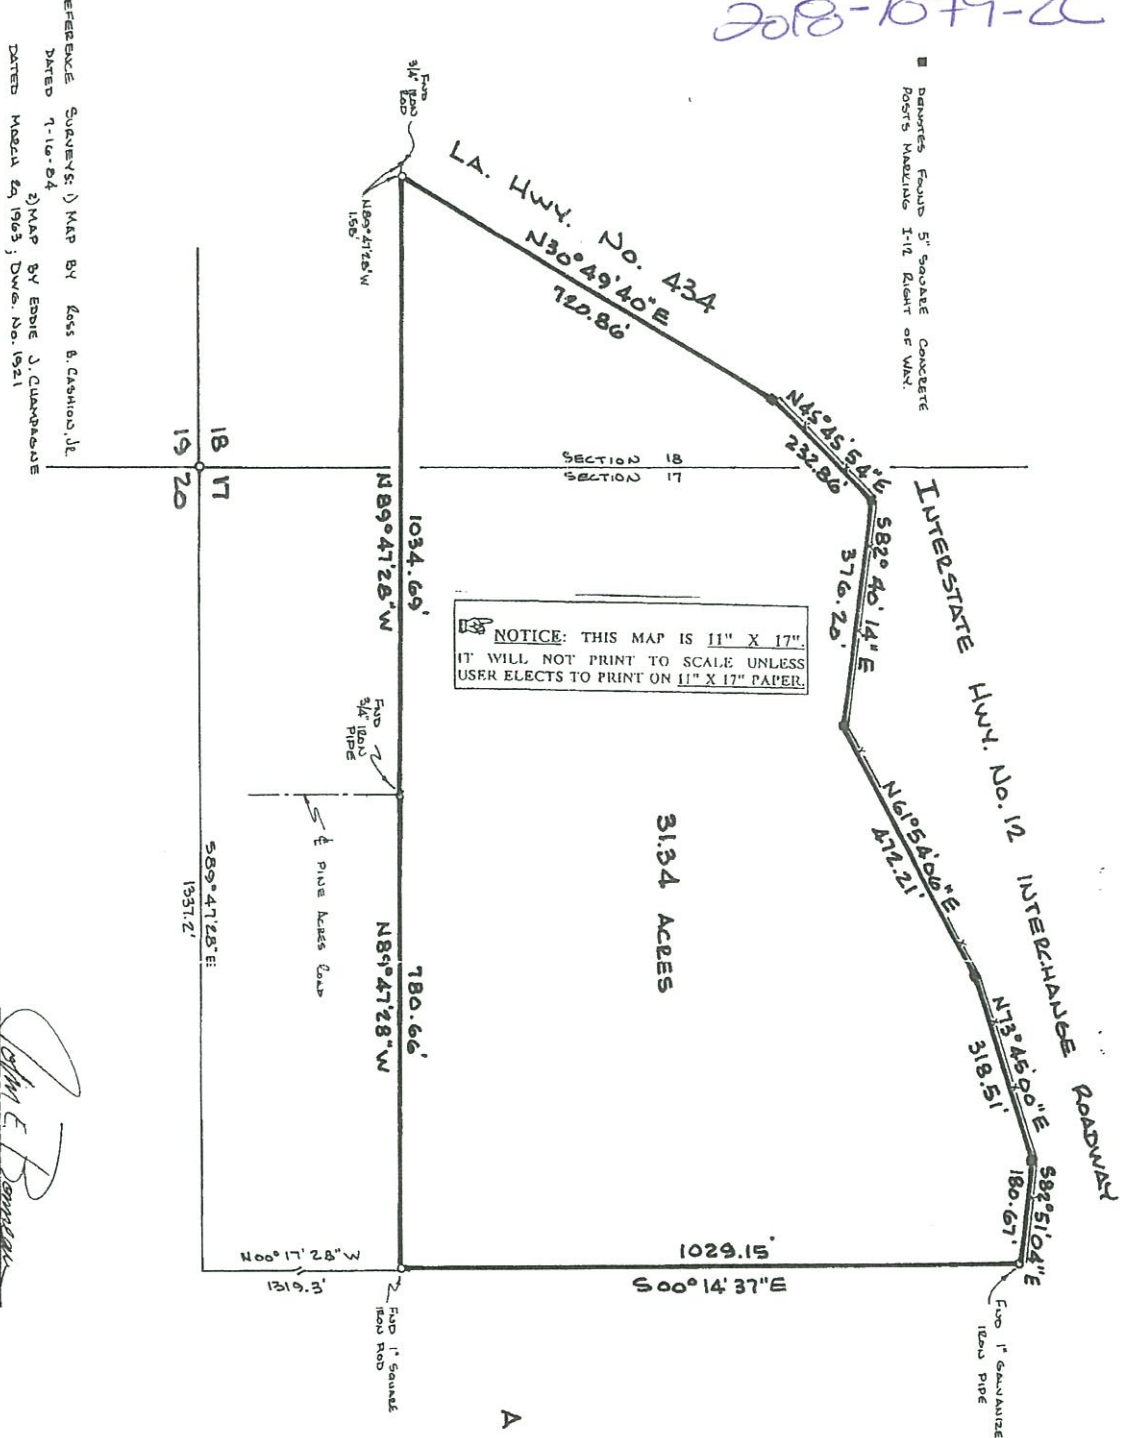 ■ DENOTES FOUND 5" SQUARE CONCRETE
POSTS MARKING I-12 RIGHT OF WAY.
INTERSTATE HWY. No. 12 INTERCHANGE ROADWAY
LA. HWY. No. 434
N30°49'40"E
720.86'
N45°45'54"E
232.86'
S82°40'14"E
376.20'
N61°54'06"E
472.21'
N73°45'00"E
318.51'
S82°51'04"E
180.67'
FND 1" GALVANIZE
IRON PIPE
1029.15'
S00°14'37"E
A
SECTION 18
SECTION 17
NOTICE: THIS MAP IS 11" X 17".
IT WILL NOT PRINT TO SCALE UNLESS
USER ELECTS TO PRINT ON 11" X 17" PAPER.
31.34 ACRES
FND
3/4" IRON
ROD
N89°47'28"W
1.58'
1034.69'
N89°47'28"W
FND
3/4" IRON
PIPE
780.66'
N89°47'28"W
FND 1" SQUARE
IRON ROD
℄ PINE ACRES ROAD
N00°17'28"W
1319.3'
18 17
19 20
S89°47'28"E
1337.2'
EFERENCE SURVEYS: 1) MAP BY ROSS B. CASHION, JR.
DATED 7-16-84
2) MAP BY EDDIE J. CHAMPAGNE
DATED MARCH 29, 1963; DWG. No. 1521